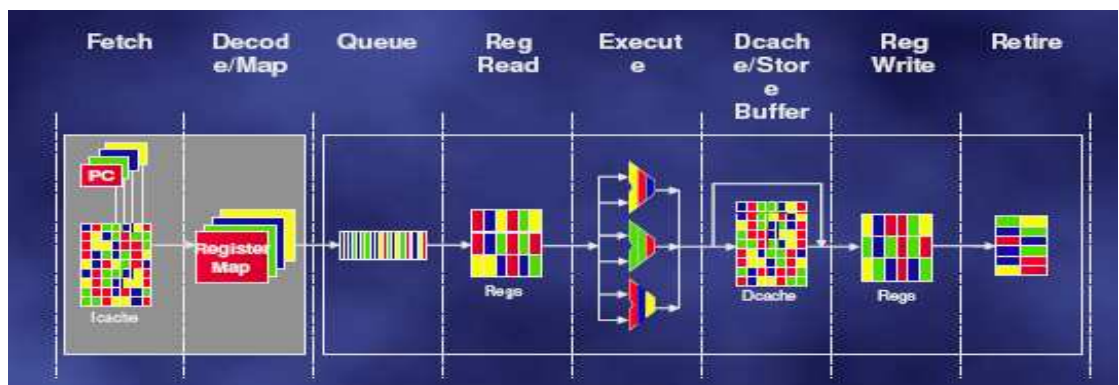 Fetch
Decod
e/Map
Queue
Reg
Read
Execut
e
Dcach
e/Stor
e
Buffer
Reg
Write
Retire
PC
Register
Map
Icache
Regs
Dcache
Regs